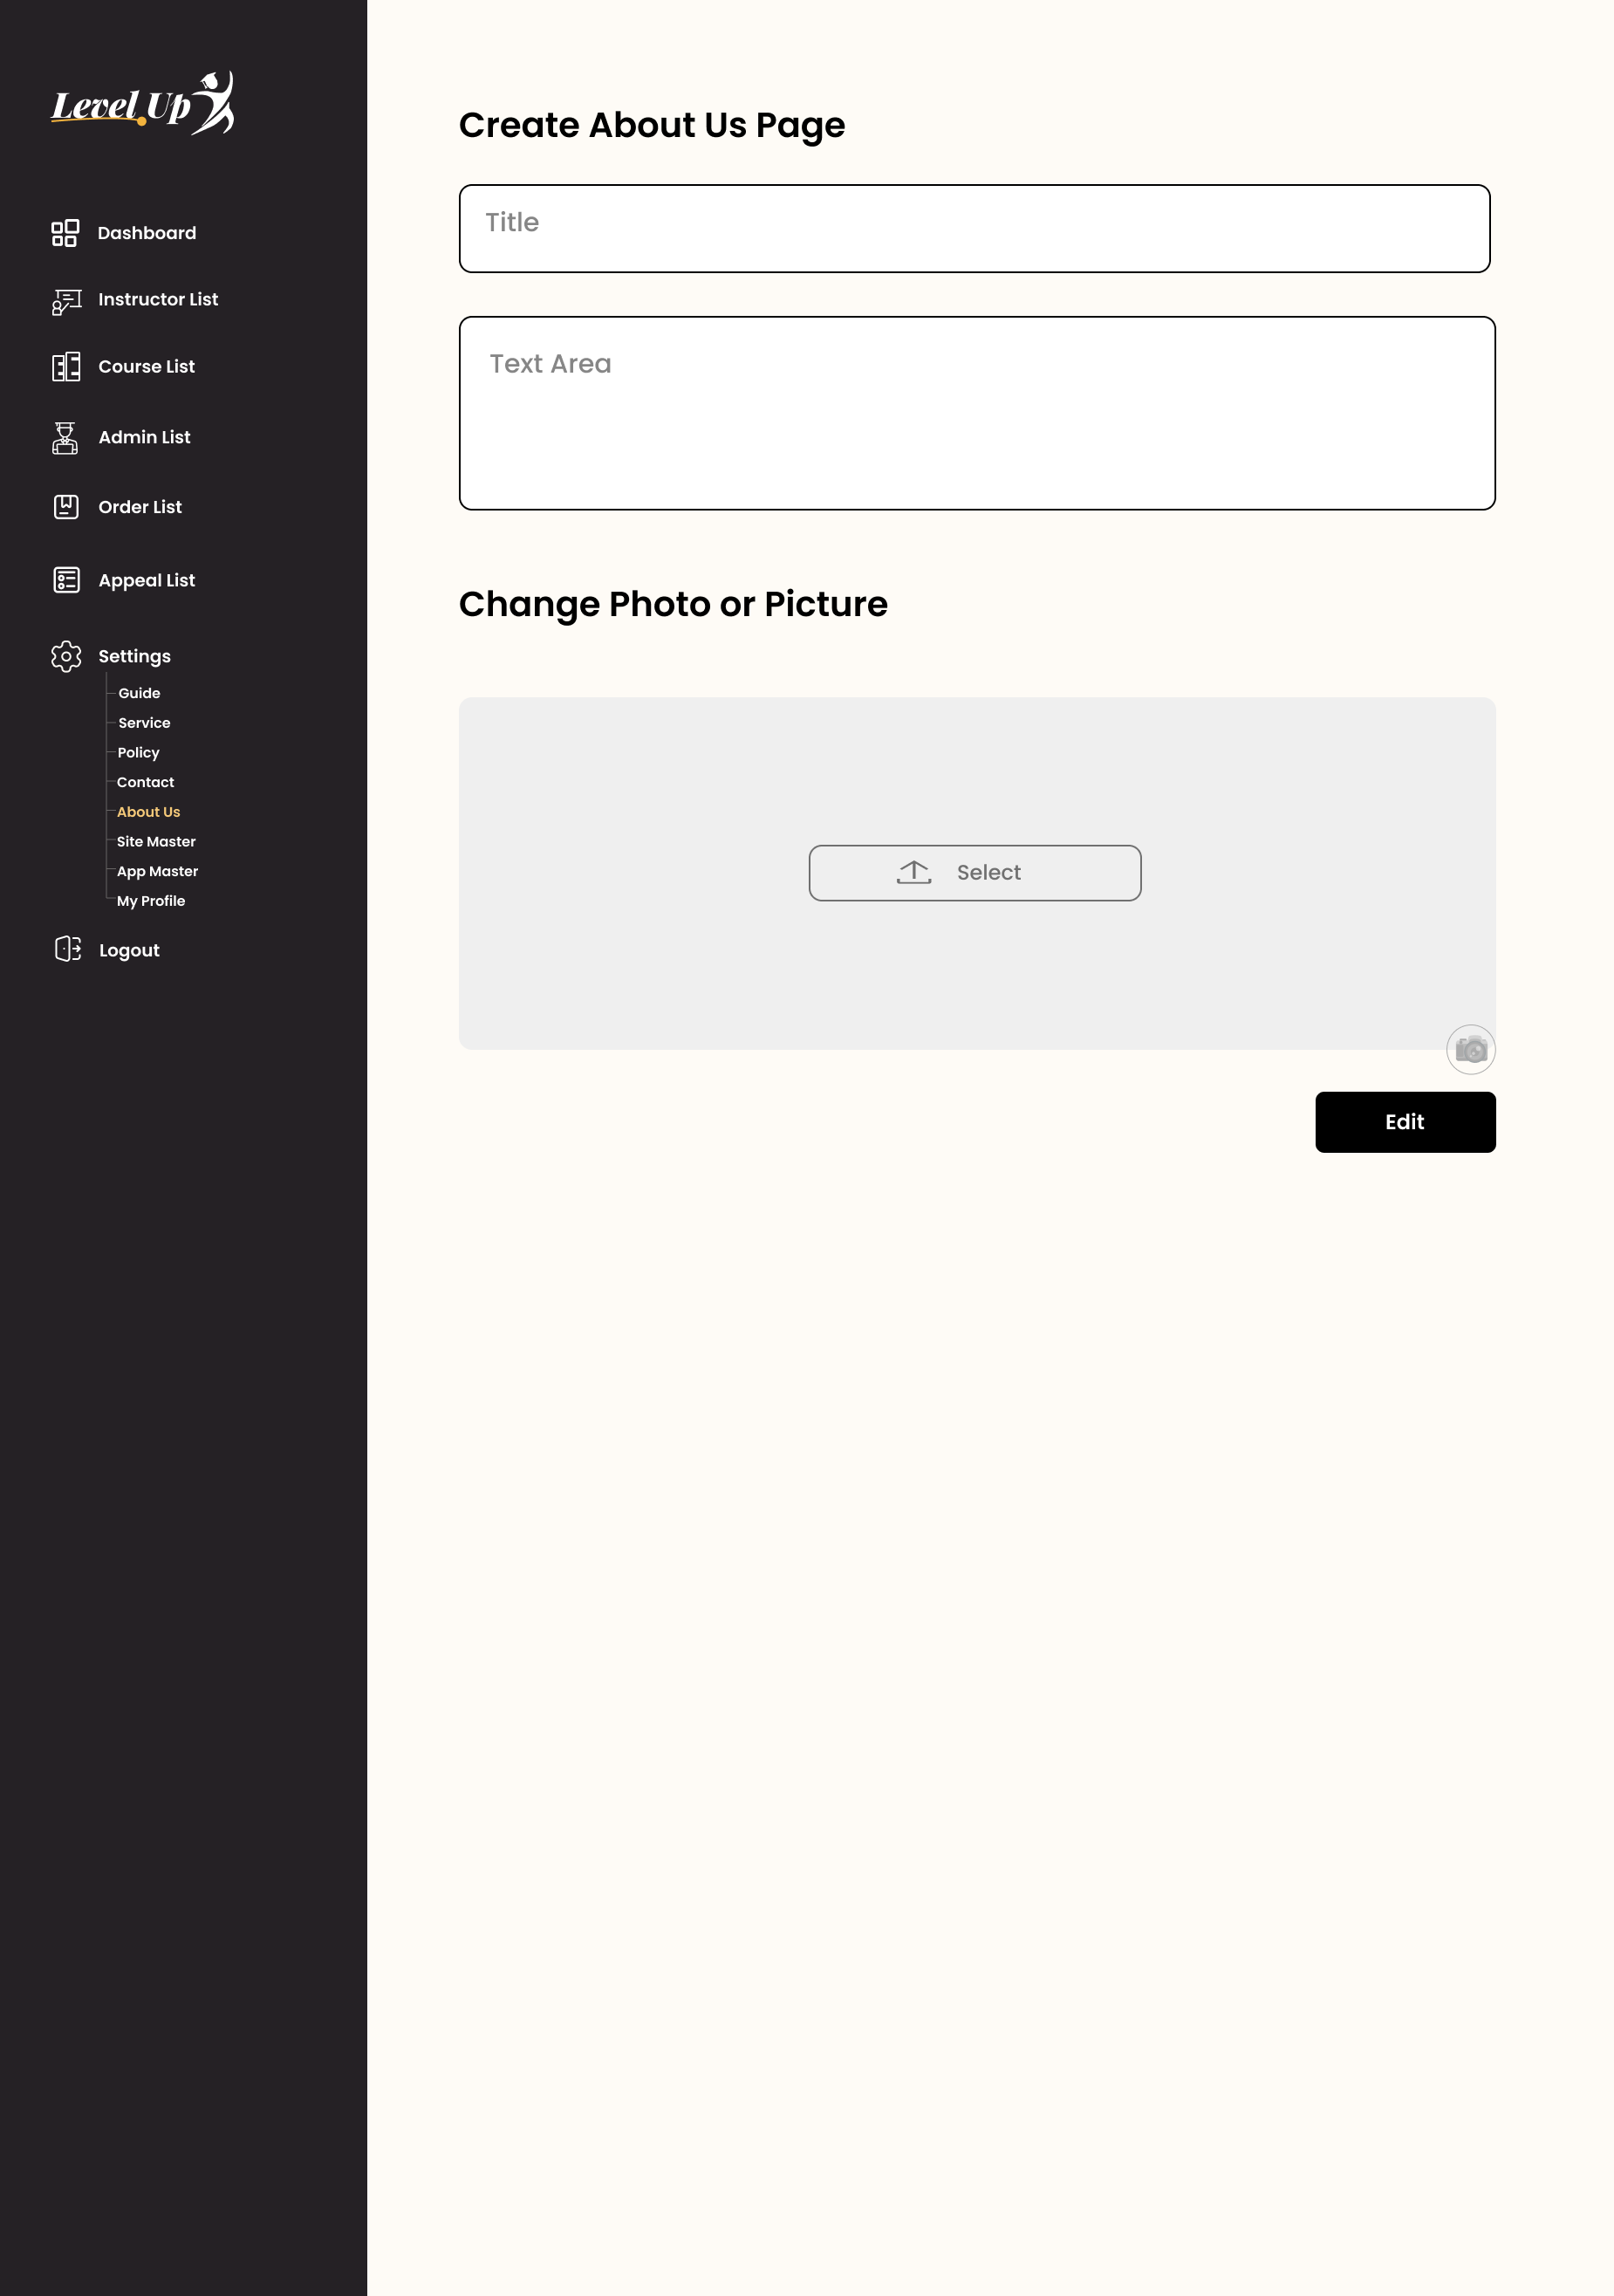 Level Up
Dashboard
Instructor List
Course List
Admin List
Order List
Appeal List
Settings
Guide
Service
Policy
Contact
About Us
Site Master
App Master
My Profile
Logout
Create About Us Page
Title
Text Area
Change Photo or Picture
Select
Edit